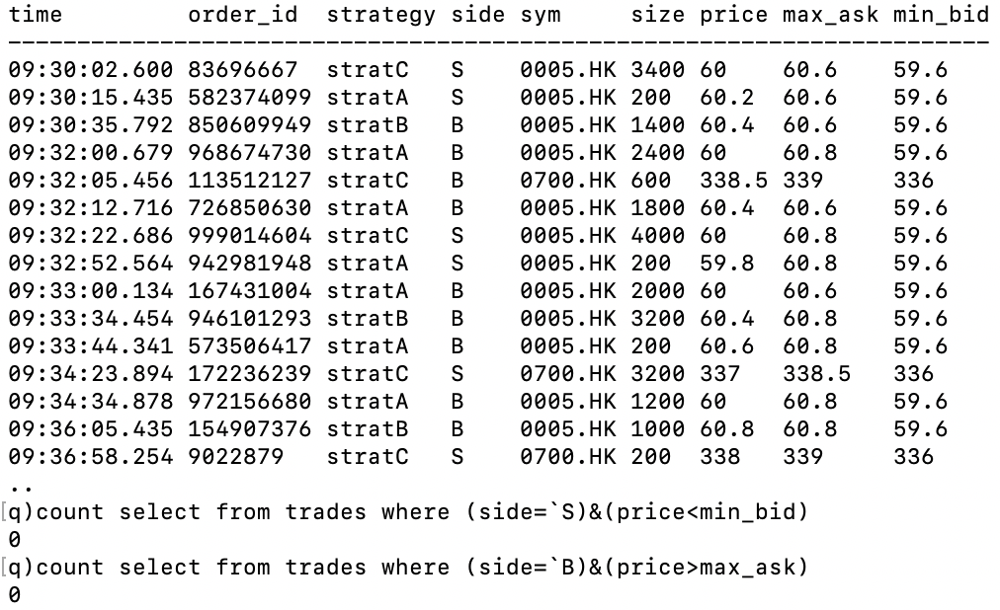 time order_id strategy side sym size price max_ask min_bid
-----------------------------------------------------------------------
09:30:02.600 83696667 stratC S 0005.HK 3400 60 60.6 59.6
09:30:15.435 582374099 stratA S 0005.HK 200 60.2 60.6 59.6
09:30:35.792 850609949 stratB B 0005.HK 1400 60.4 60.6 59.6
09:32:00.679 968674730 stratA B 0005.HK 2400 60 60.8 59.6
09:32:05.456 113512127 stratC B 0700.HK 600 338.5 339 336
09:32:12.716 726850630 stratA B 0005.HK 1800 60.4 60.6 59.6
09:32:22.686 999014604 stratC S 0005.HK 4000 60 60.8 59.6
09:32:52.564 942981948 stratA S 0005.HK 200 59.8 60.8 59.6
09:33:00.134 167431004 stratA B 0005.HK 2000 60 60.6 59.6
09:33:34.454 946101293 stratB B 0005.HK 3200 60.4 60.8 59.6
09:33:44.341 573506417 stratA B 0005.HK 200 60.6 60.8 59.6
09:34:23.894 172236239 stratC S 0700.HK 3200 337 338.5 336
09:34:34.878 972156680 stratA B 0005.HK 1200 60 60.8 59.6
09:36:05.435 154907376 stratB B 0005.HK 1000 60.8 60.8 59.6
09:36:58.254 9022879 stratC S 0700.HK 200 338 339 336
..
[q)count select from trades where (side=`S)&(price<min_bid)
0
[q)count select from trades where (side=`B)&(price>max_ask)
0